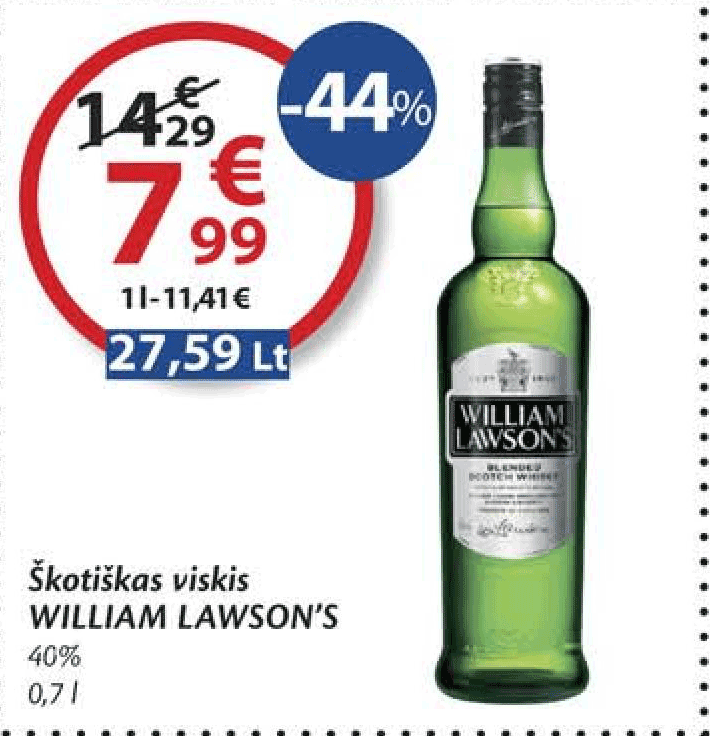 14 € 29
-44%
7 € 99
1 l-11,41 €
27,59 Lt
WILLIAM
LAWSON'S
BLENDED
SCOTCH WHISKY
Škotiškas viskis
WILLIAM LAWSON'S
40%
0,7 l